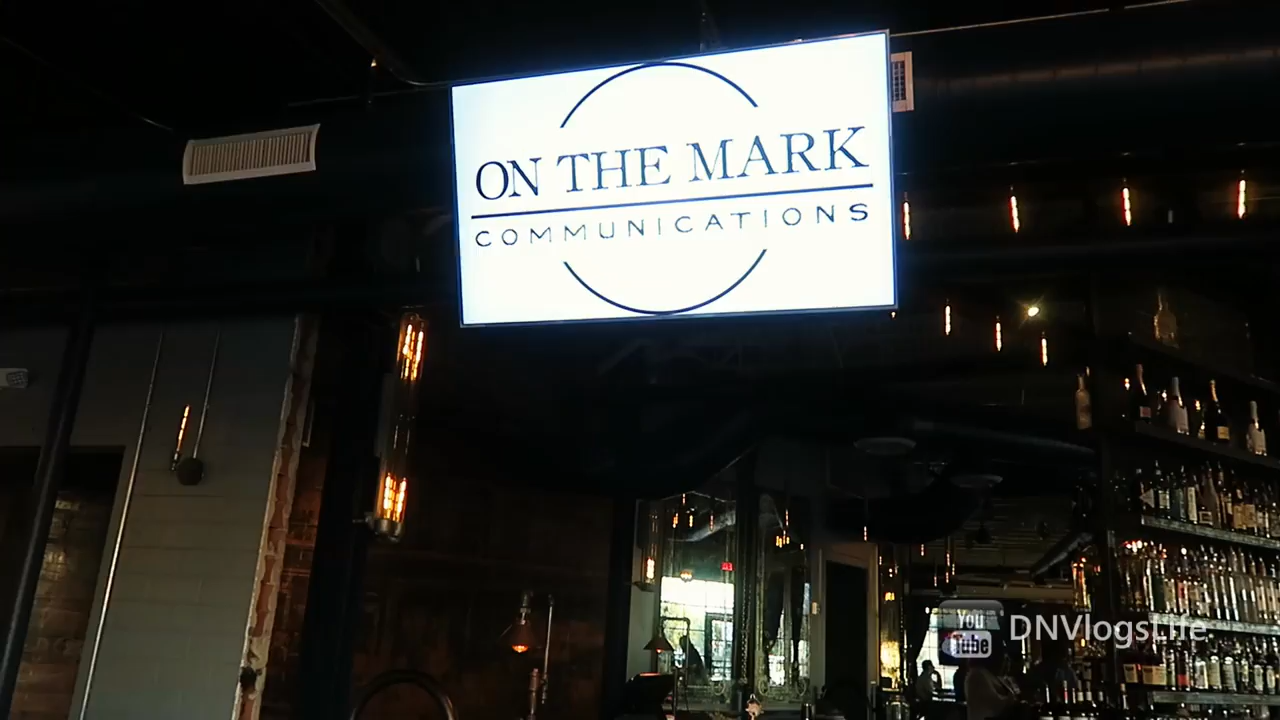 ON THE MARK
COMMUNICATIONS
You
Tube
DNVlogsLife